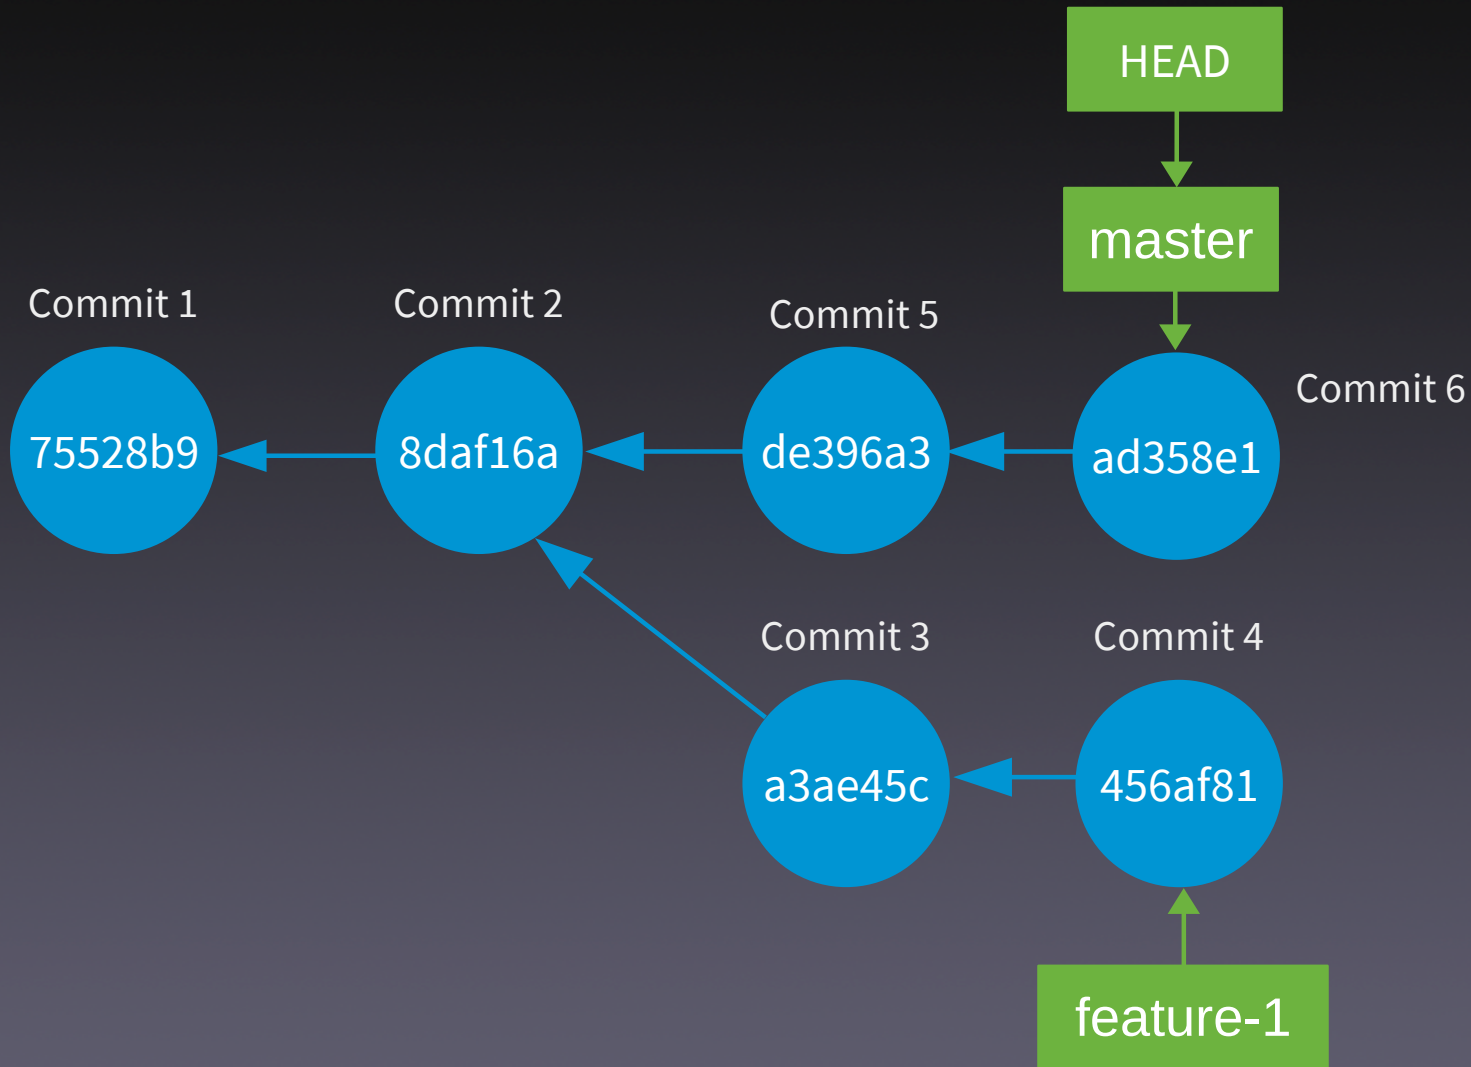 HEAD
master
Commit 1
Commit 2
Commit 5
Commit 6
75528b9
8daf16a
de396a3
ad358e1
Commit 3
Commit 4
a3ae45c
456af81
feature-1